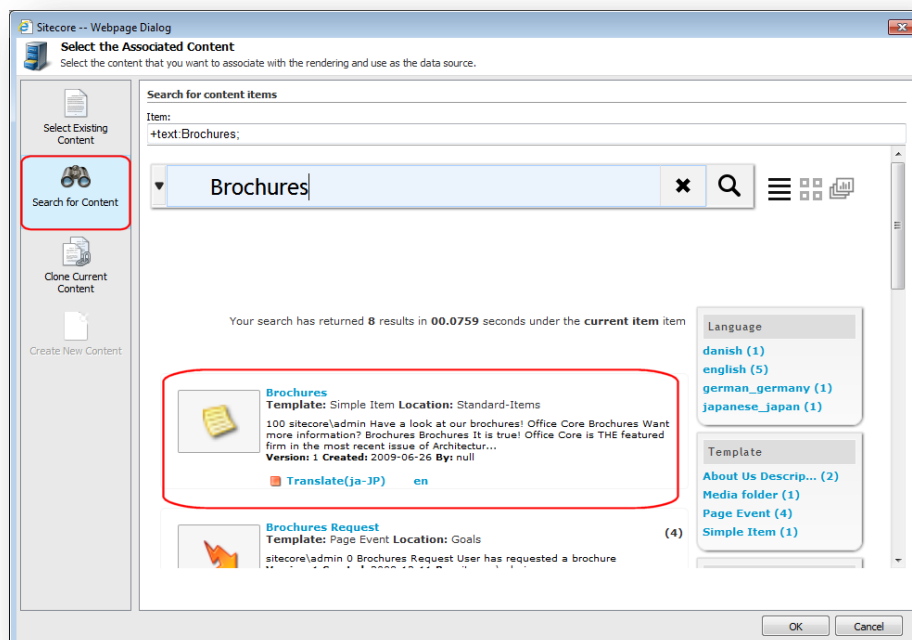 Sitecore -- Webpage Dialog
Select the Associated Content
Select the content that you want to associate with the rendering and use as the data source.
Select Existing
Content
Search for Content
Clone Current
Content
Create New Content
Search for content items
Item:
+text:Brochures;
Brochures
Your search has returned 8 results in 00.0759 seconds under the current item item
Brochures
Template: Simple Item Location: Standard-Items
100 sitecore\admin Have a look at our brochures! Office Core Brochures Want
more information? Brochures Brochures It is true! Office Core is THE featured
firm in the most recent issue of Architectur...
Version: 1 Created: 2009-06-26 By: null
Translate(ja-JP) en
Brochures Request (4)
Template: Page Event Location: Goals
sitecore\admin 0 Brochures Request User has requested a brochure
Language
danish (1)
english (5)
german_germany (1)
japanese_japan (1)
Template
About Us Descrip... (2)
Media folder (1)
Page Event (4)
Simple Item (1)
OK
Cancel